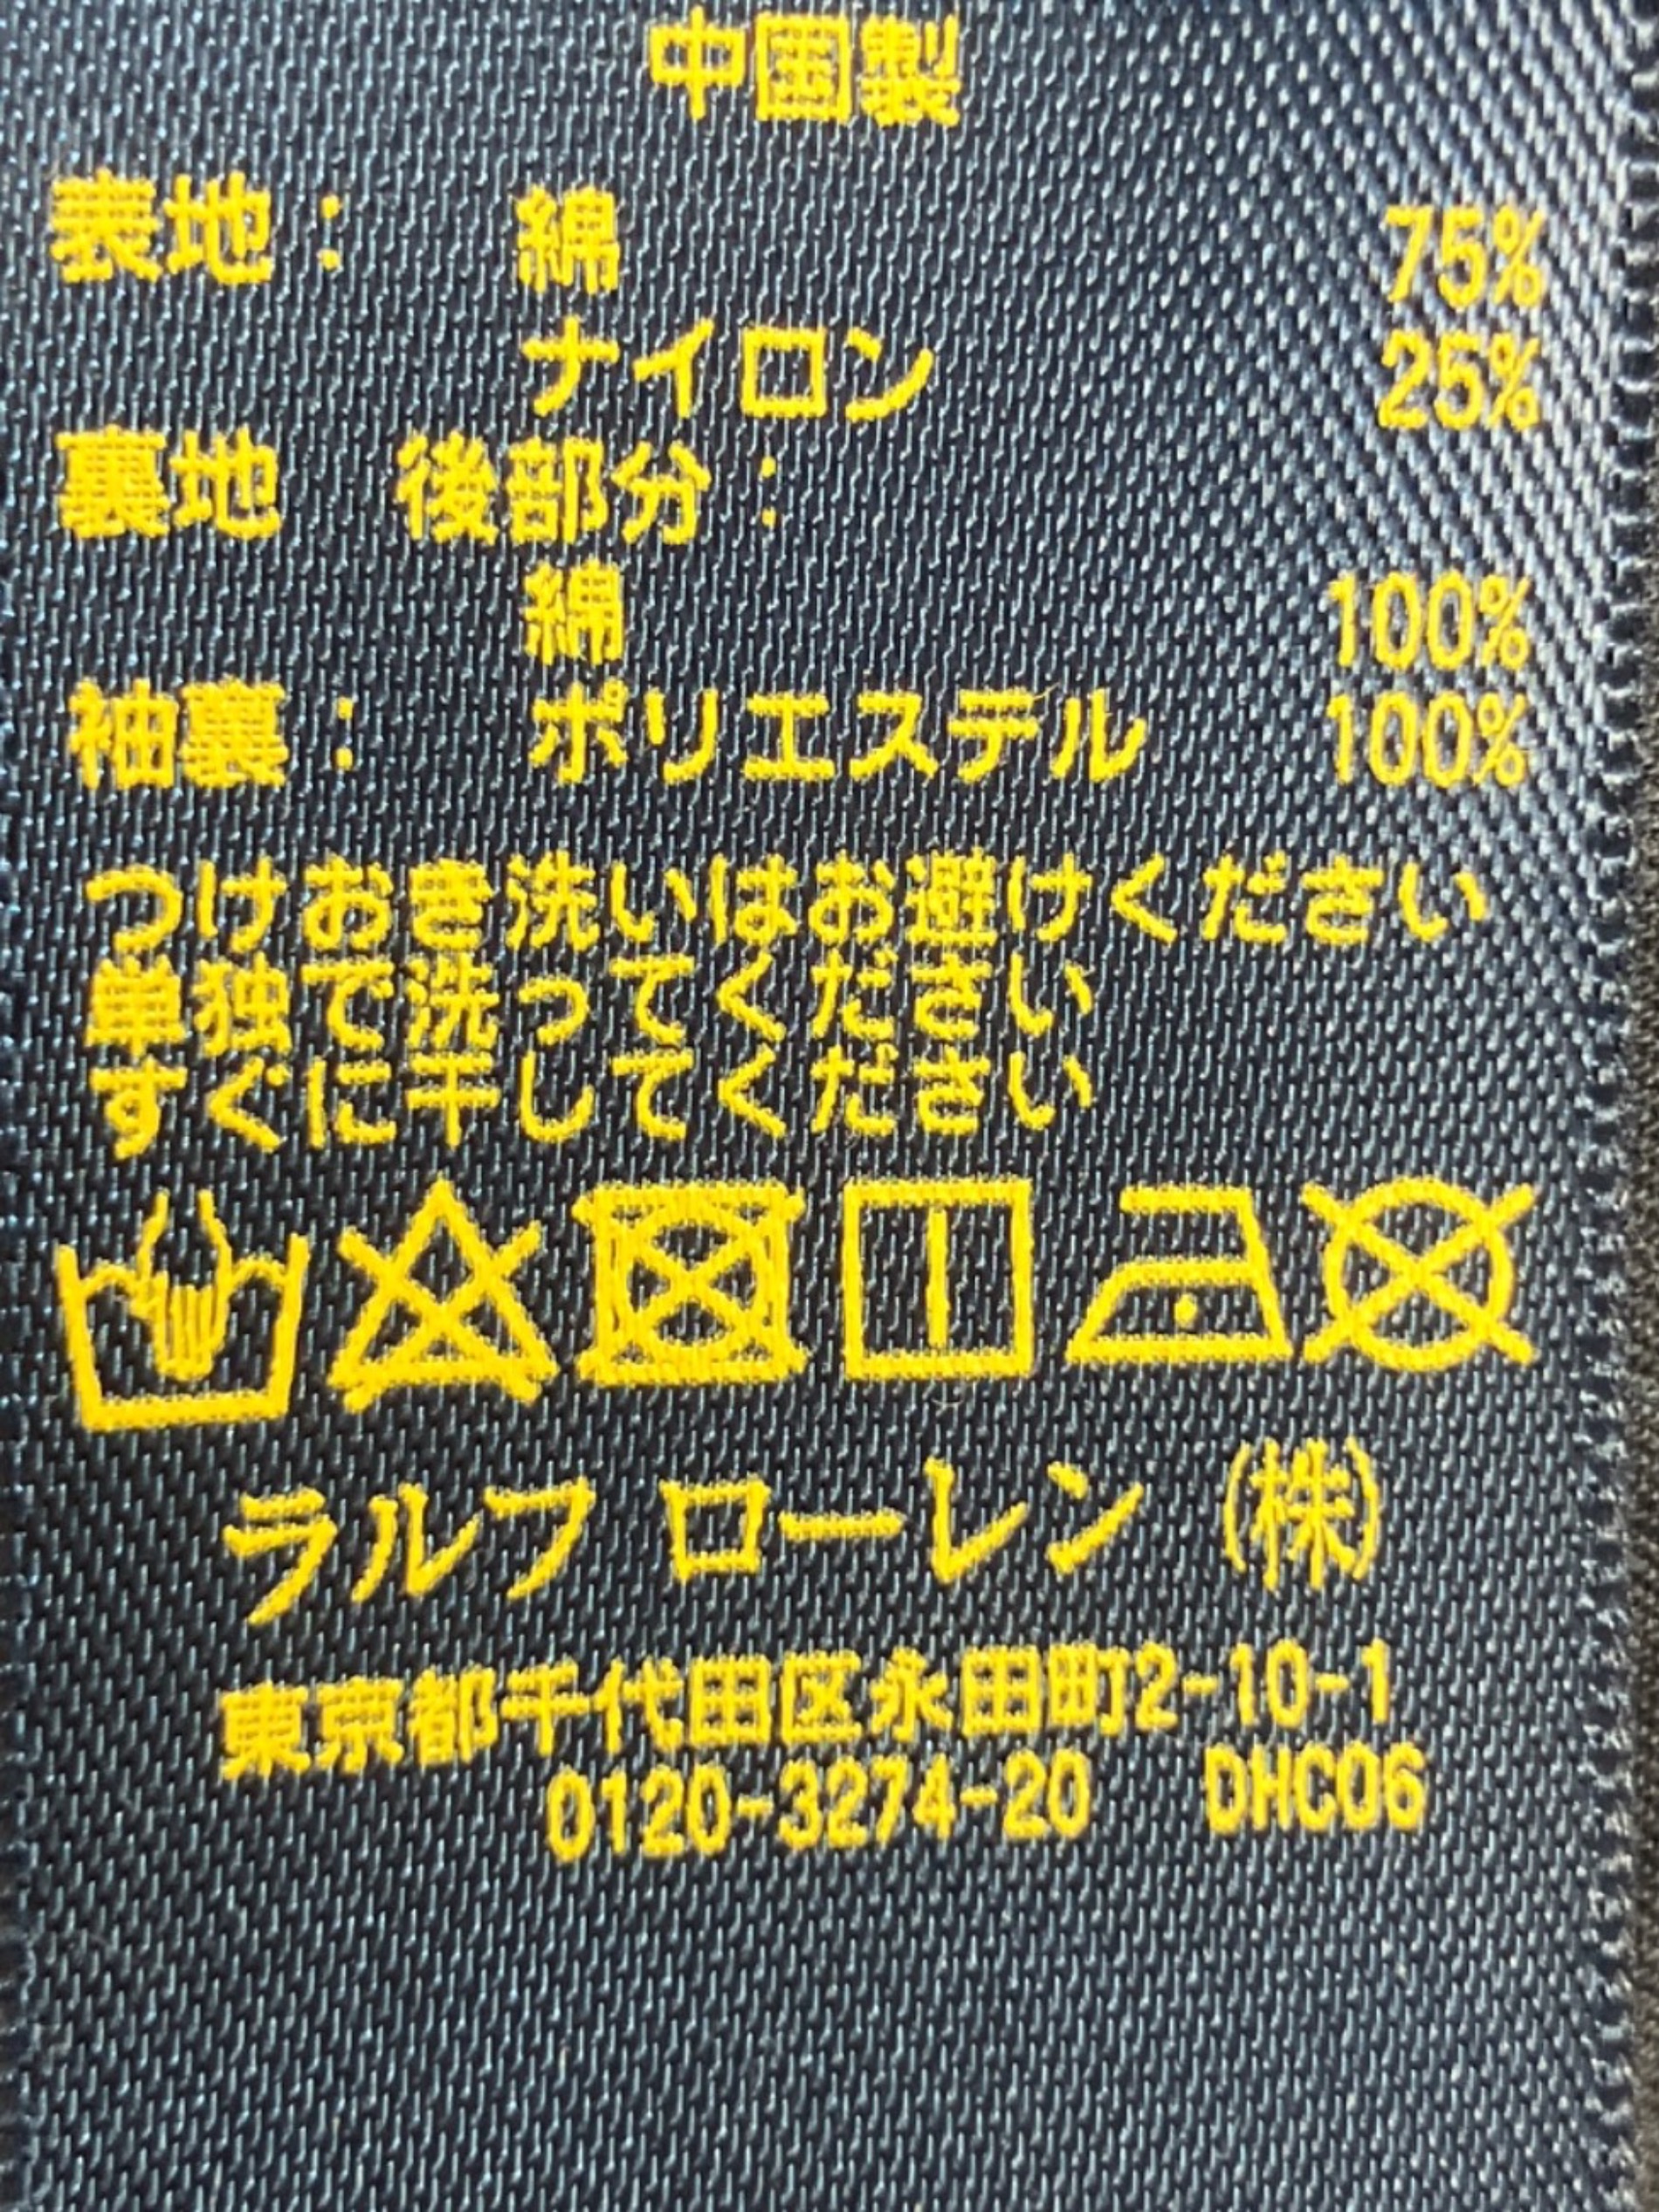 中国製
表地： 綿 75%
ナイロン 25%
裏地 後部分：
綿 100%
袖裏： ポリエステル 100%
つけおき洗いはお避けください
単独で洗ってください
すぐに干してください
ラルフ ローレン (株)
東京都千代田区永田町2-10-1
0120-3274-20 DHC06